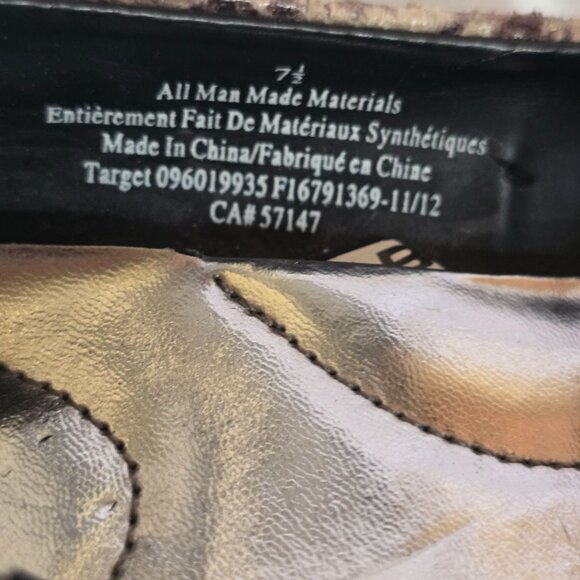 7½
All Man Made Materials
Entièrement Fait De Matériaux Synthétiques
Made In China/Fabriqué en Chine
Target 096019935 F16791369-11/12
CA# 57147